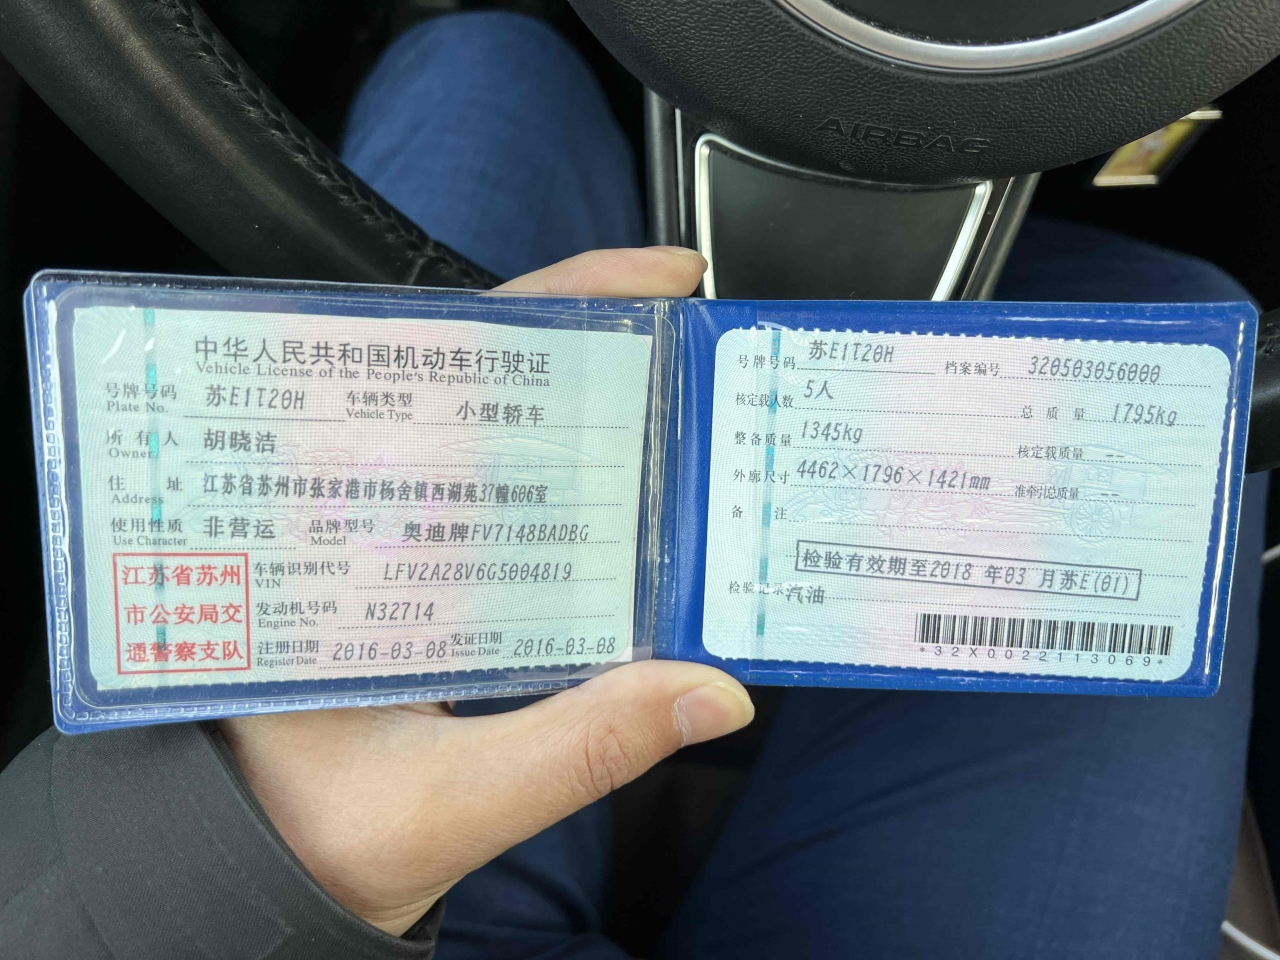 AIRBAG
中华人民共和国机动车行驶证
Vehicle License of the People's Republic of China
号牌号码 苏E1T20H 车辆类型 小型轿车
Plate No. Vehicle Type
所有人 胡晓洁
Owner
住址 江苏省苏州市张家港市杨舍镇西湖苑37幢606室
Address
使用性质 非营运 品牌型号 奥迪牌FV7148BADBG
Use Character Model
江苏省苏州
市公安局交
通警察支队
车辆识别代号 LFV2A28V6G5004819
VIN
发动机号码 N32714
Engine No.
注册日期 2016-03-08 发证日期 2016-03-08
Register Date Issue Date
号牌号码 苏E1T20H 档案编号 320503056000
核定载人数 5人 总质量 1795kg
整备质量 1345kg 核定载质量 --
外廓尺寸 4462×1796×1421mm 准牵引总质量 --
备注
检验有效期至2018年03月苏E(01)
检验记录 汽油
*32X0022113069*